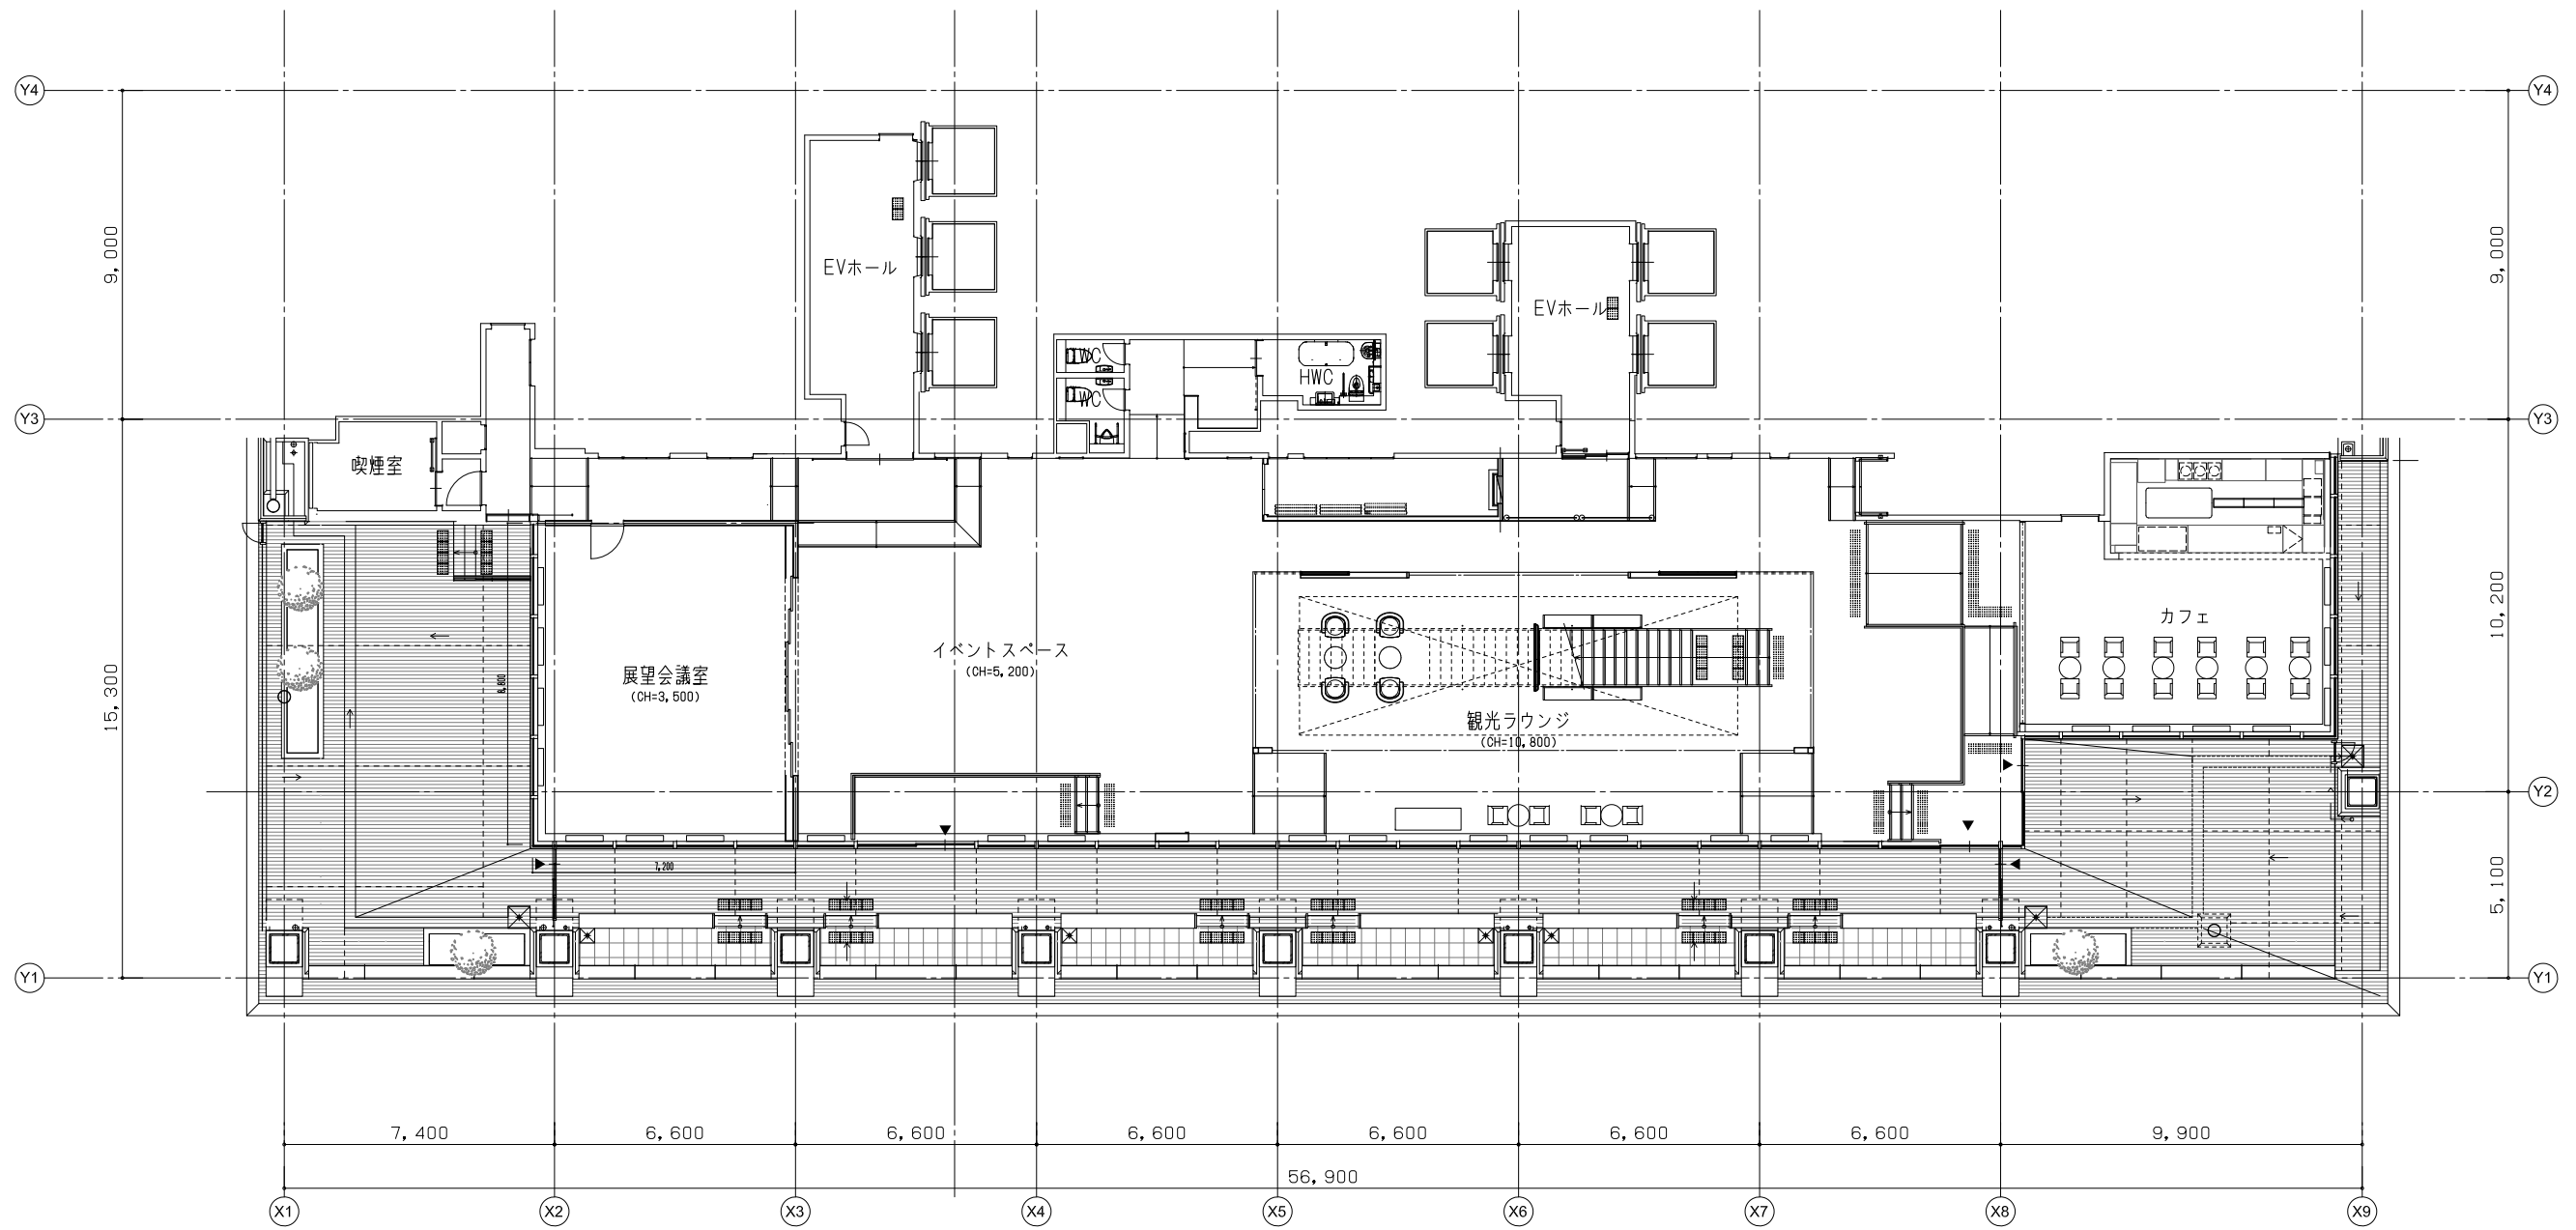 Y4
Y4
9,000
9,000
EVホール
EVホール
WC
HWC
WC
Y3
Y3
喫煙室
15,300
10,200
カフェ
イベントスペース
(CH=5,200)
展望会議室
(CH=3,500)
8,800
観光ラウンジ
(CH=10,800)
Y2
7,200
5,100
Y1
Y1
7,400
6,600
6,600
6,600
6,600
6,600
6,600
9,900
56,900
X1
X2
X3
X4
X5
X6
X7
X8
X9